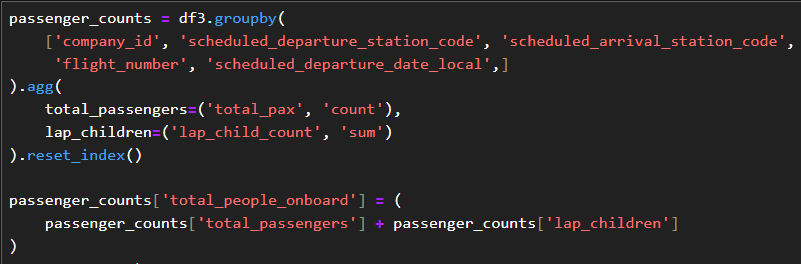 passenger_counts = df3.groupby(
    ['company_id', 'scheduled_departure_station_code', 'scheduled_arrival_station_code',
     'flight_number', 'scheduled_departure_date_local',]
).agg(
    total_passengers=('total_pax', 'count'),
    lap_children=('lap_child_count', 'sum')
).reset_index()

passenger_counts['total_people_onboard'] = (
    passenger_counts['total_passengers'] + passenger_counts['lap_children']
)